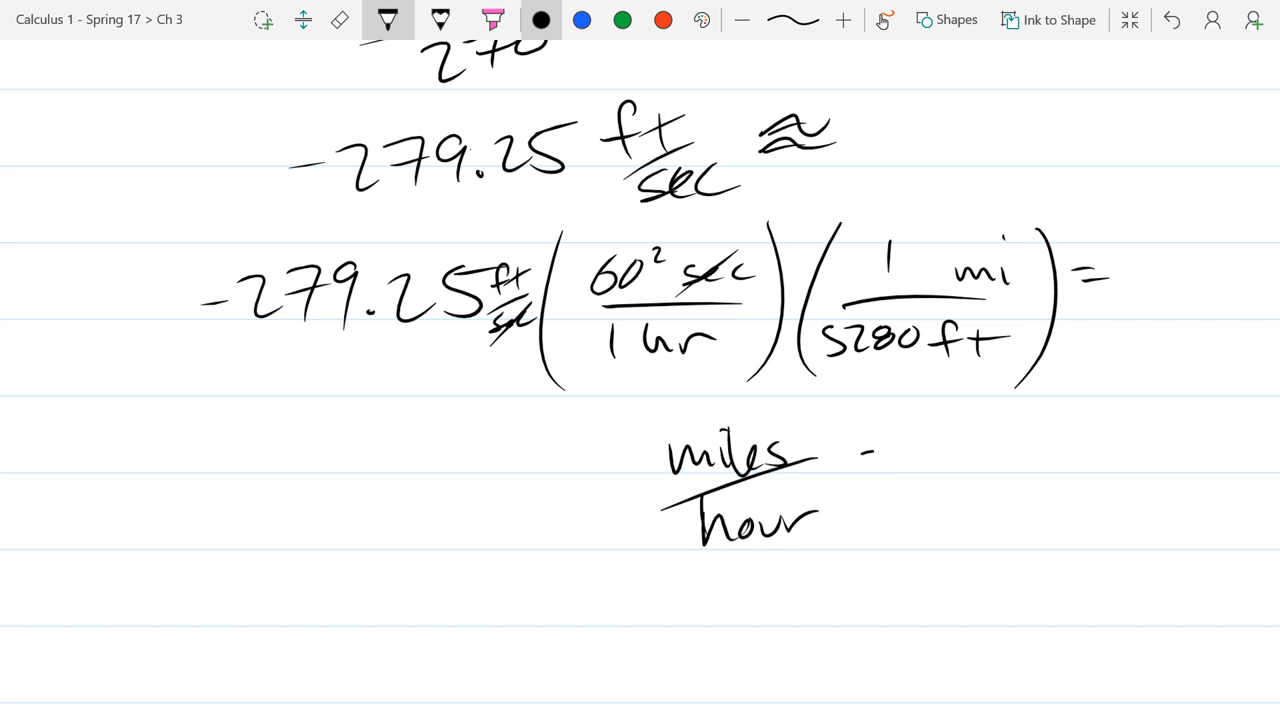 Calculus 1 - Spring 17 > Ch 3 Shapes Ink to Shape
-279.25 ft/sec ≈
-279.25 ft/sec (60² sec / 1 hr) (1 mi / 5280 ft) =
miles -
hour